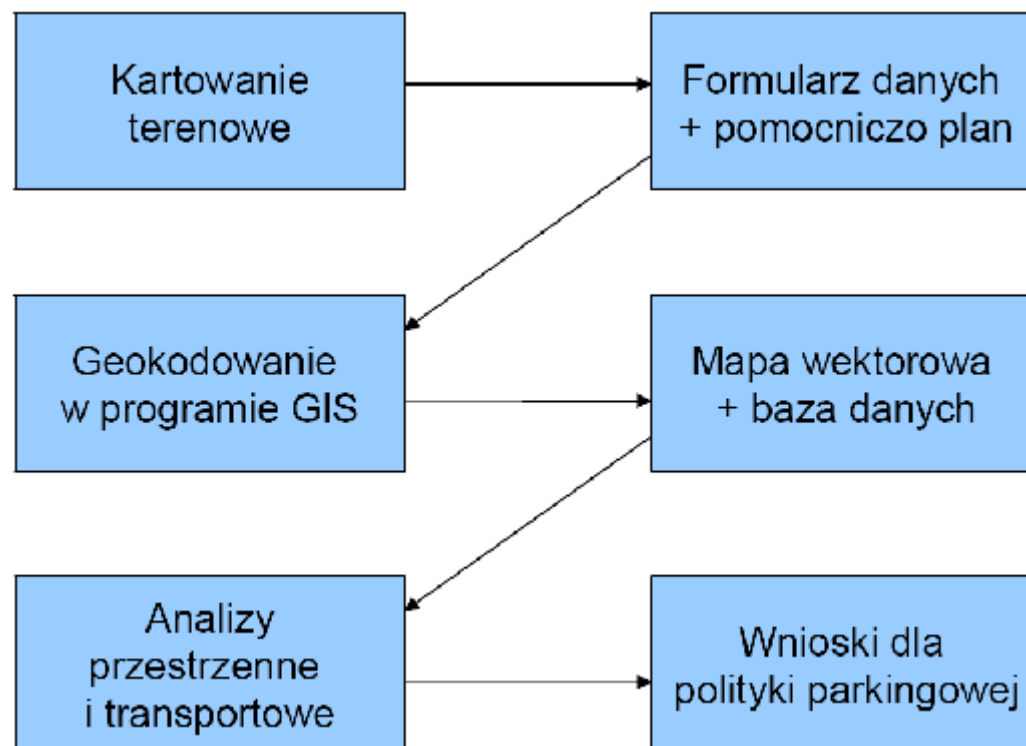 Kartowanie
terenowe
Formularz danych
+ pomocniczo plan
Geokodowanie
w programie GIS
Mapa wektorowa
+ baza danych
Analizy
przestrzenne
i transportowe
Wnioski dla
polityki parkingowej